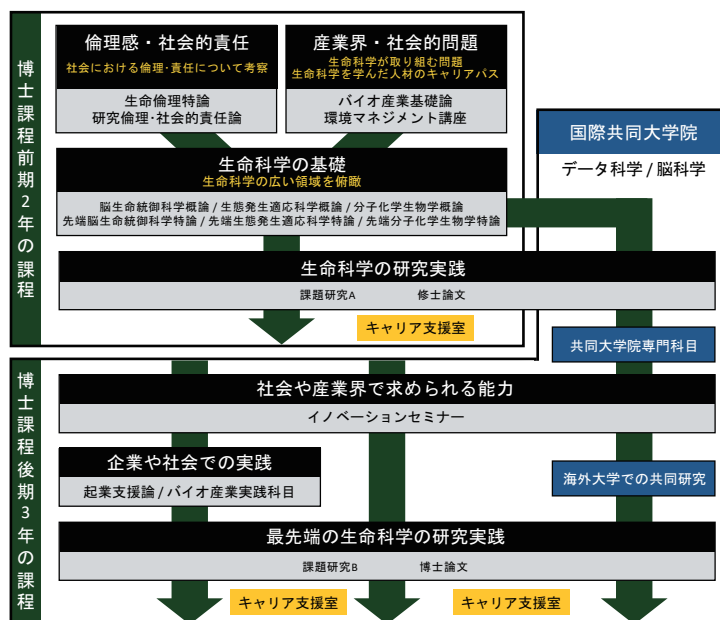 博士課程前期2年の課程
倫理感・社会的責任
社会における倫理・責任について考察
生命倫理特論
研究倫理・社会的責任論
産業界・社会的問題
生命科学が取り組む問題
生命科学を学んだ人材のキャリアパス
バイオ産業基礎論
環境マネジメント講座
国際共同大学院
データ科学 / 脳科学
生命科学の基礎
生命科学の広い領域を俯瞰
脳生命統御科学概論 / 生態発生適応科学概論 / 分子化学生物学概論
先端脳生命統御科学特論 / 先端生態発生適応科学特論 / 先端分子化学生物学特論
生命科学の研究実践
課題研究A 修士論文
キャリア支援室
共同大学院専門科目
博士課程後期3年の課程
社会や産業界で求められる能力
イノベーションセミナー
企業や社会での実践
起業支援論 / バイオ産業実践科目
海外大学での共同研究
最先端の生命科学の研究実践
課題研究B 博士論文
キャリア支援室
キャリア支援室